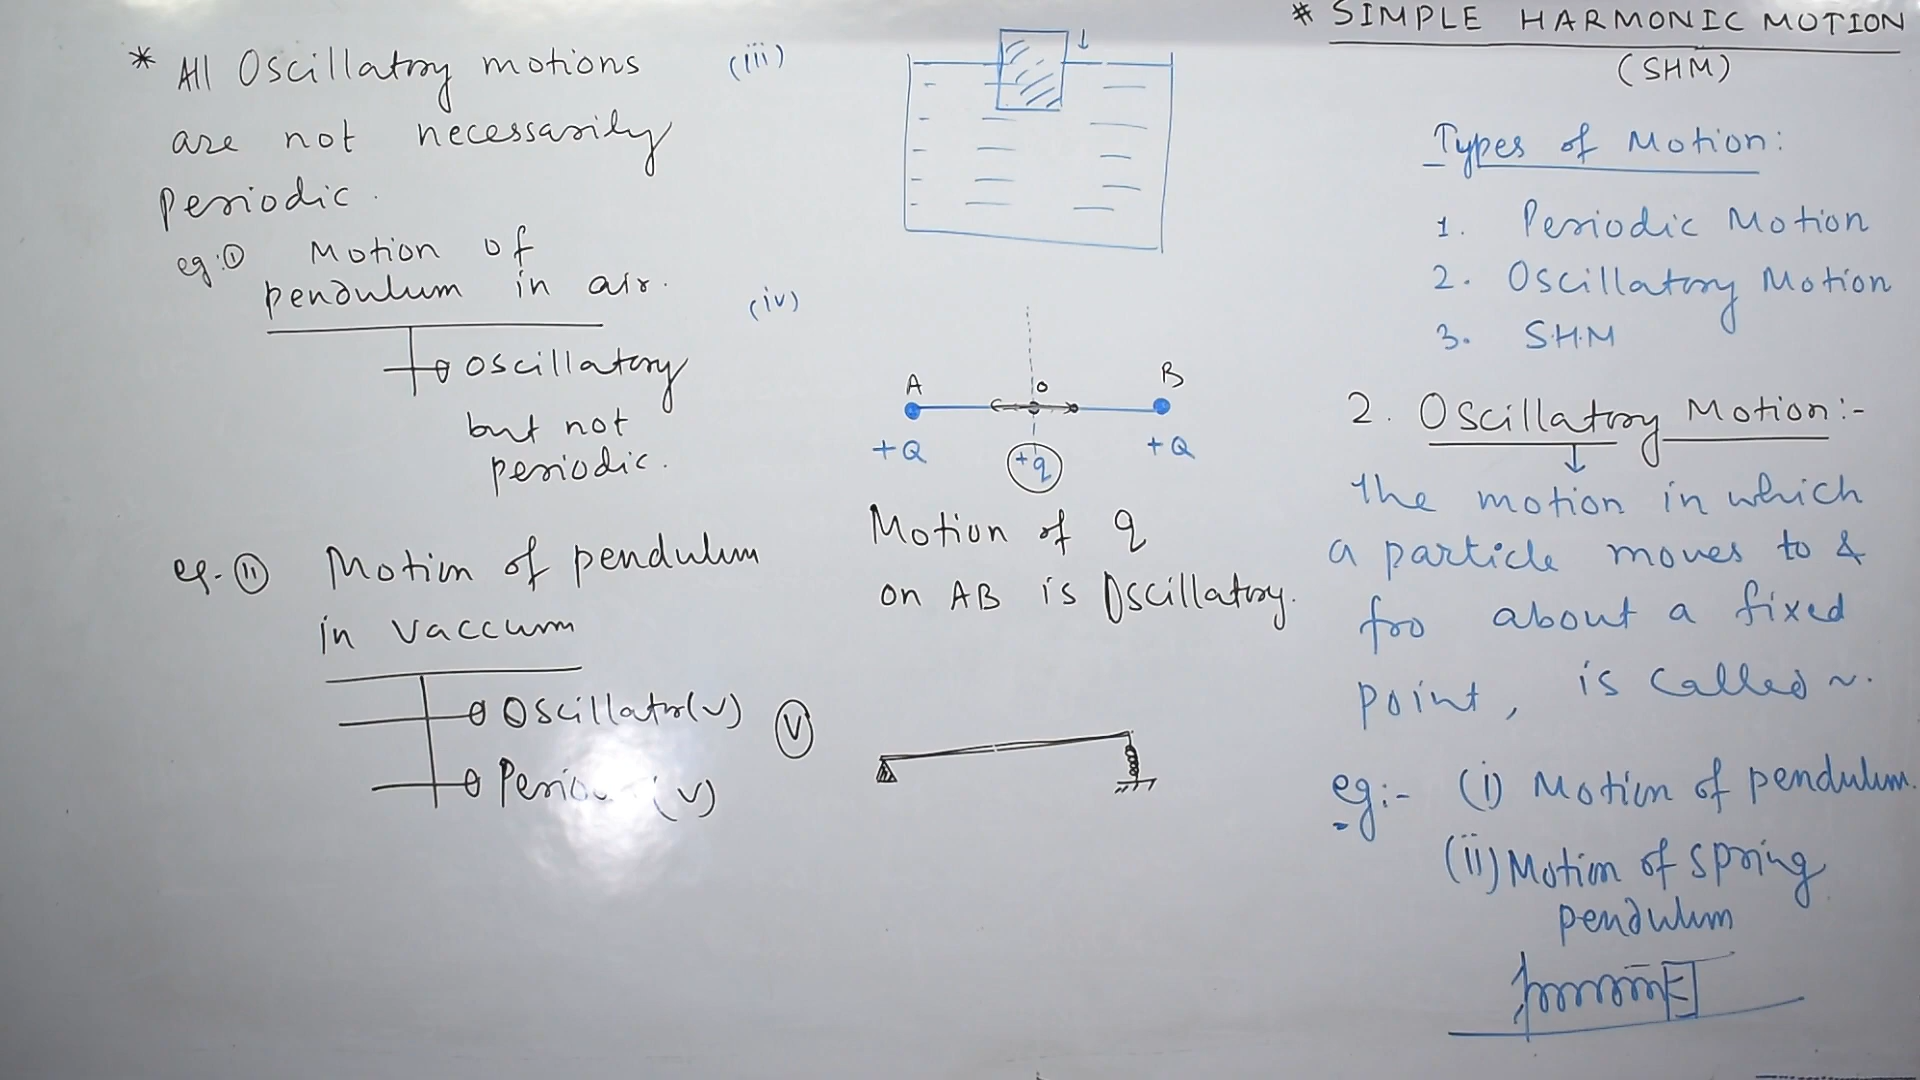 * SIMPLE HARMONIC MOTION
(SHM)
Types of Motion:
1. Periodic Motion
2. Oscillatory Motion
3. SHM
2. Oscillatory Motion:-
The motion in which
a particle moves to &
fro about a fixed
point, is called ~.
eg:- (i) Motion of pendulum.
(ii) Motion of spring
pendulum
(iii)
(iv)
A O B
+Q +q +Q
Motion of q
on AB is Oscillatory.
(V)
* All Oscillatory motions
are not necessarily
periodic.
eg:① Motion of
pendulum in air.
oscillatory
but not
periodic.
eg.-(ii) Motion of pendulum
in vaccum
Oscillator(✓)
(✓)